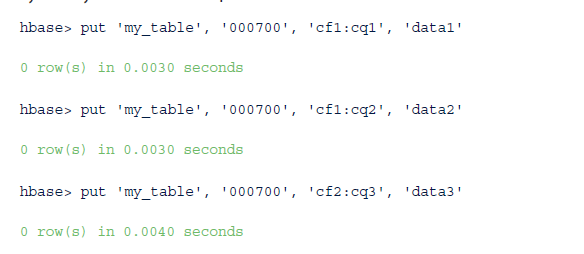 hbase> put 'my_table', '000700', 'cf1:cq1', 'data1'
0 row(s) in 0.0030 seconds
hbase> put 'my_table', '000700', 'cf1:cq2', 'data2'
0 row(s) in 0.0030 seconds
hbase> put 'my_table', '000700', 'cf2:cq3', 'data3'
0 row(s) in 0.0040 seconds